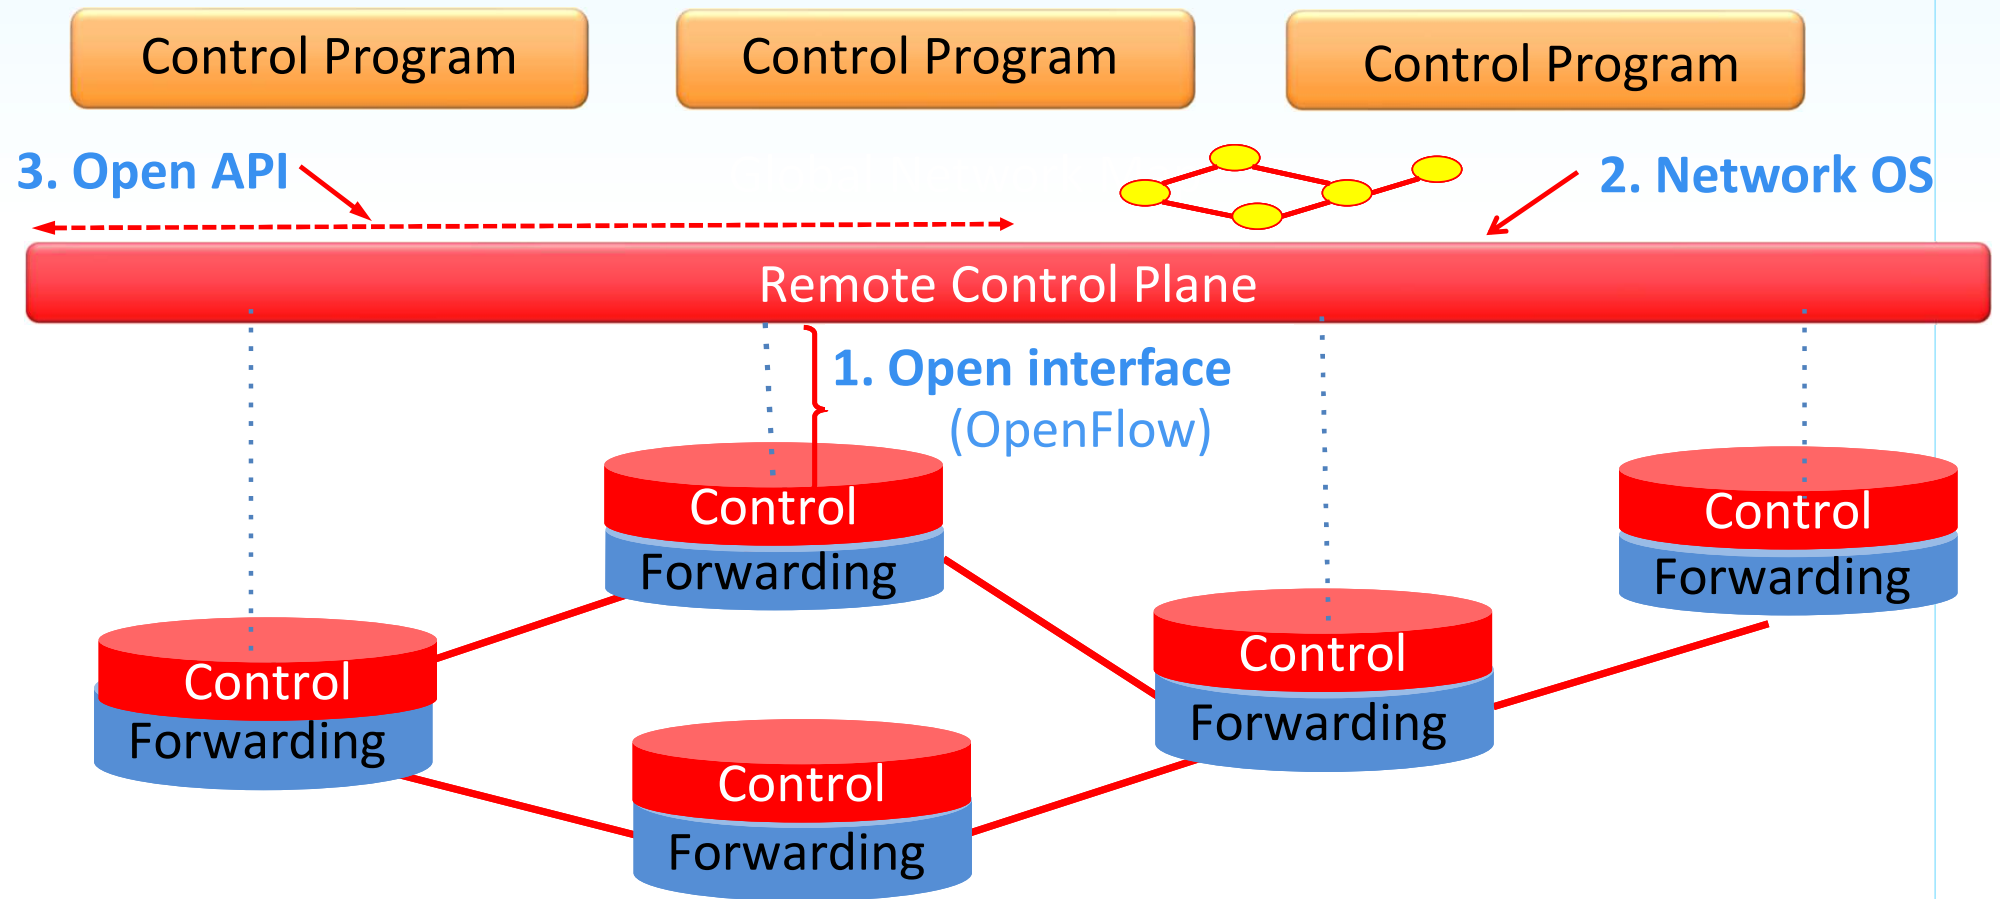 Control Program
Control Program
Control Program
3. Open API
2. Network OS
Remote Control Plane
1. Open interface
(OpenFlow)
Control
Forwarding
Control
Forwarding
Control
Forwarding
Control
Forwarding
Control
Forwarding